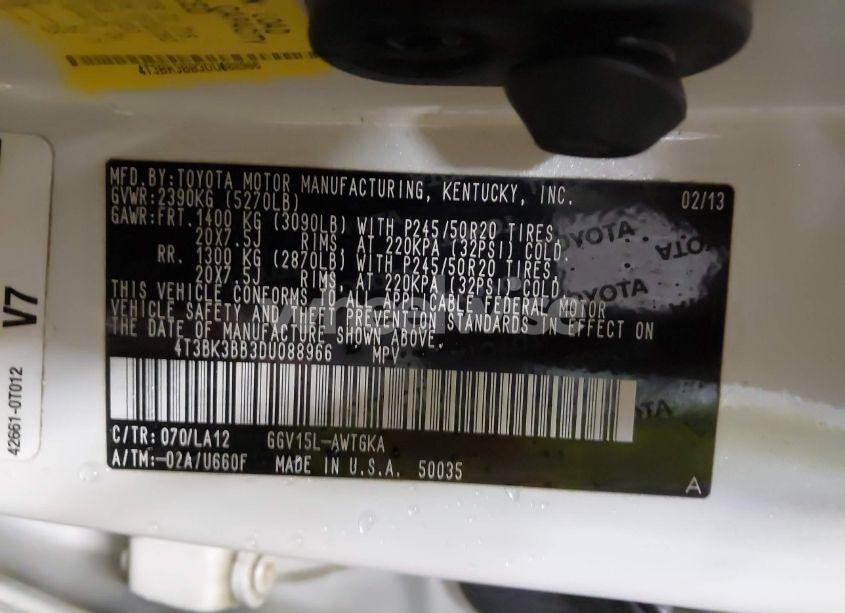 4T3BK3BB3DU088966
MFD.BY:TOYOTA MOTOR MANUFACTURING, KENTUCKY, INC. 02/13
GVWR:2390KG (5270LB)
GAWR:FRT. 1400 KG (3090LB) WITH P245/50R20 TIRES,
20X7.5J RIMS, AT 220KPA (32PSI) COLD.
RR. 1300 KG (2870LB) WITH P245/50R20 TIRES,
20X7.5J RIMS, AT 220KPA (32PSI) COLD.
THIS VEHICLE CONFORMS TO ALL APPLICABLE FEDERAL MOTOR
VEHICLE SAFETY AND THEFT PREVENTION STANDARDS IN EFFECT ON
THE DATE OF MANUFACTURE SHOWN ABOVE.
4T3BK3BB3DU088966 MPV
C/TR: 070/LA12 GGV15L-AWTGKA
A/TM:-02A/U660F MADE IN U.S.A. 50035
A
V7
42661-0T012
TOYOTA
TOYOTA